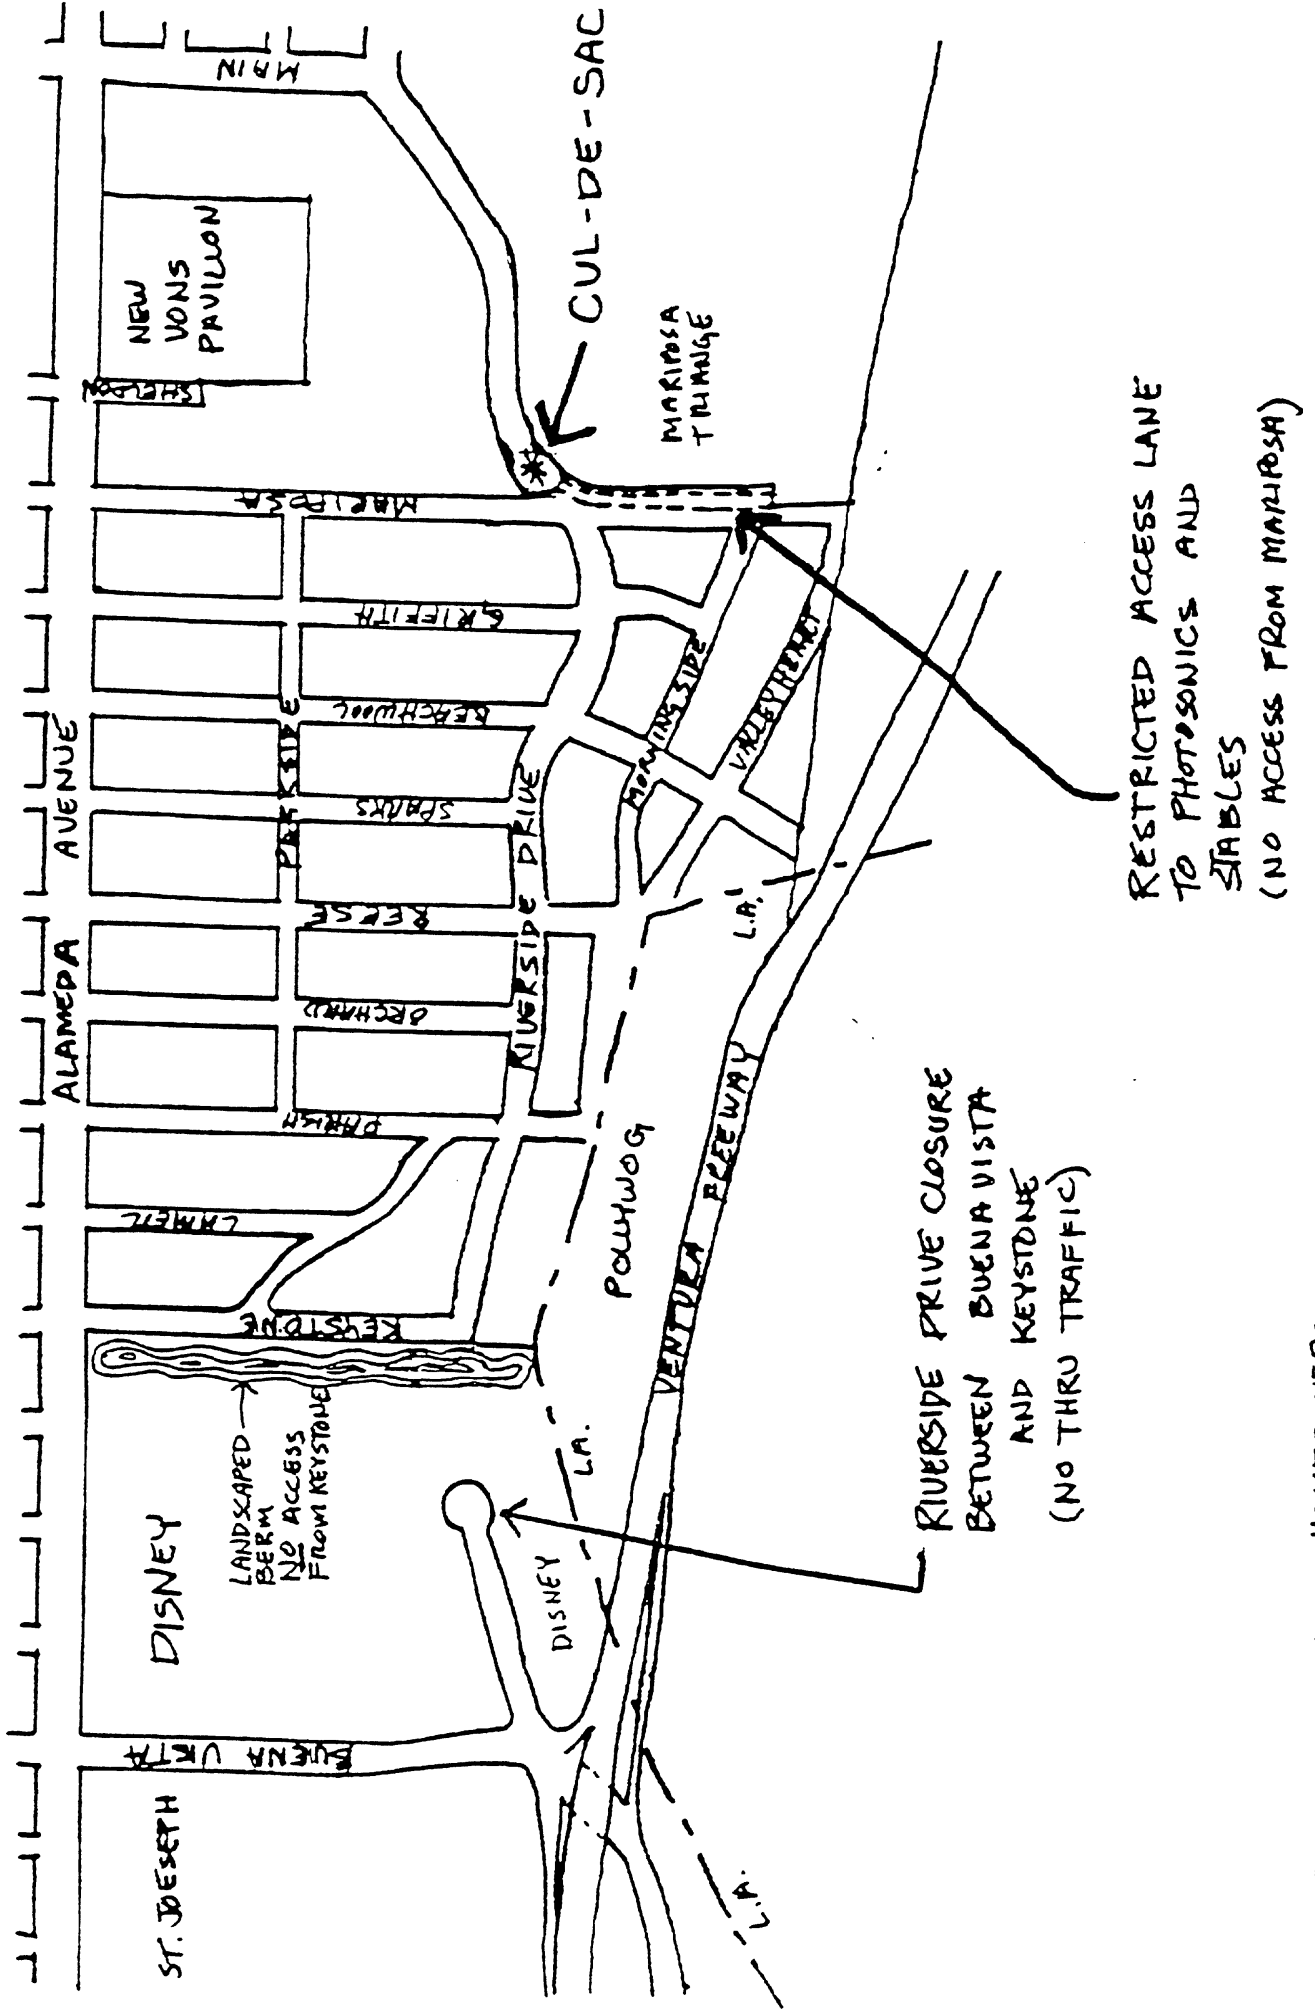 ALAMEDA AVENUE
ST. JOESEPH
BUENA VISTA
DISNEY
LANDSCAPED
BERM
NO ACCESS
FROM KEYSTONE
DISNEY
KEYSTONE
LAMER
PARISH
ORCHARD
REESE
SPARKS
BEACHWOOD
GRIFFITH
MARIPOSA
PARKSIDE
RIVERSIDE DRIVE
SHELDON
NEW
VONS
PAVILLON
MAIN
CUL-DE-SAC
MARIPOSA
TRIANGE
MORNINGSIDE
VALLEYHEART
POLLYWOG
VENTURA FREEWAY
L.A.
L.A.
L.A.
RIVERSIDE DRIVE CLOSURE
BETWEEN BUENA VISTA
AND KEYSTONE
(NO THRU TRAFFIC)
RESTRICTED ACCESS LANE
TO PHOTOSONICS AND
STABLES
(NO ACCESS FROM MARIPOSA)